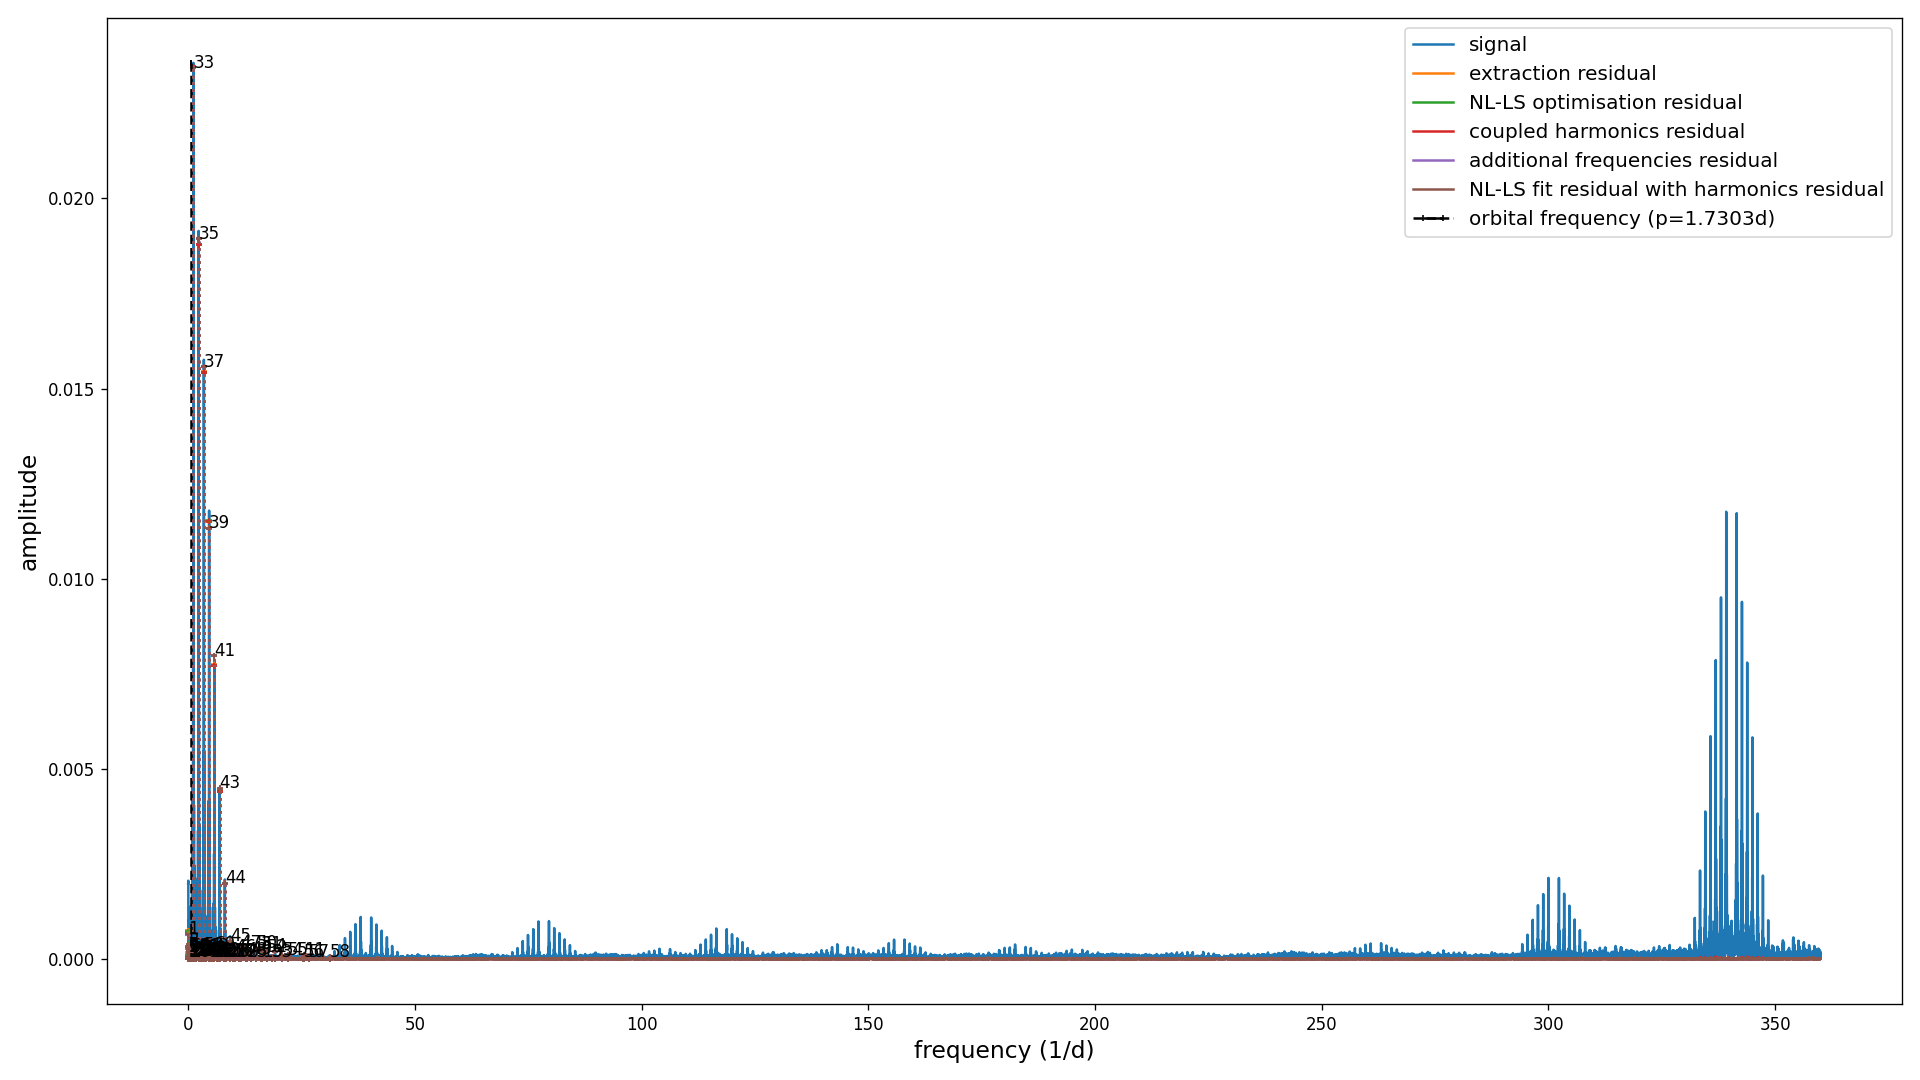 signal
extraction residual
NL-LS optimisation residual
coupled harmonics residual
additional frequencies residual
NL-LS fit residual with harmonics residual
orbital frequency (p=1.7303d)
33
35
37
39
41
43
44
45
58
0.020
0.015
0.010
0.005
0.000
amplitude
0 50 100 150 200 250 300 350
frequency (1/d)